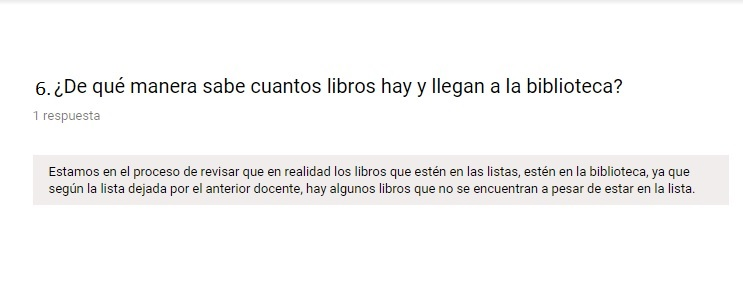 6. ¿De qué manera sabe cuantos libros hay y llegan a la biblioteca?
1 respuesta
Estamos en el proceso de revisar que en realidad los libros que estén en las listas, estén en la biblioteca, ya que
según la lista dejada por el anterior docente, hay algunos libros que no se encuentran a pesar de estar en la lista.